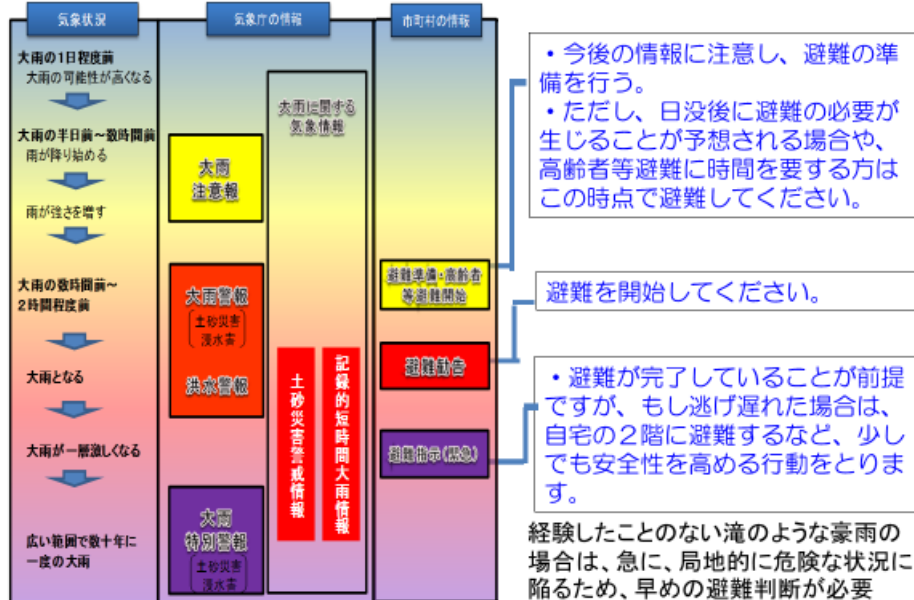 気象状況
気象庁の情報
市町村の情報
大雨の1日程度前
大雨の可能性が高くなる
大雨の半日前～数時間前
雨が降り始める
雨が強さを増す
大雨の数時間前～
2時間程度前
大雨となる
大雨が一層激しくなる
広い範囲で数十年に
一度の大雨
大雨
注意報
大雨警報
土砂災害
浸水害
洪水警報
大雨
特別警報
土砂災害
浸水害
大雨に関する
気象情報
土砂災害警戒情報
記録的短時間大雨情報
避難準備・高齢者
等避難開始
避難勧告
避難指示(緊急)
・今後の情報に注意し、避難の準
備を行う。
・ただし、日没後に避難の必要が
生じることが予想される場合や、
高齢者等避難に時間を要する方は
この時点で避難してください。
避難を開始してください。
・避難が完了していることが前提
ですが、もし逃げ遅れた場合は、
自宅の２階に避難するなど、少し
でも安全性を高める行動をとりま
す。
経験したことのない滝のような豪雨の
場合は、急に、局地的に危険な状況に
陥るため、早めの避難判断が必要